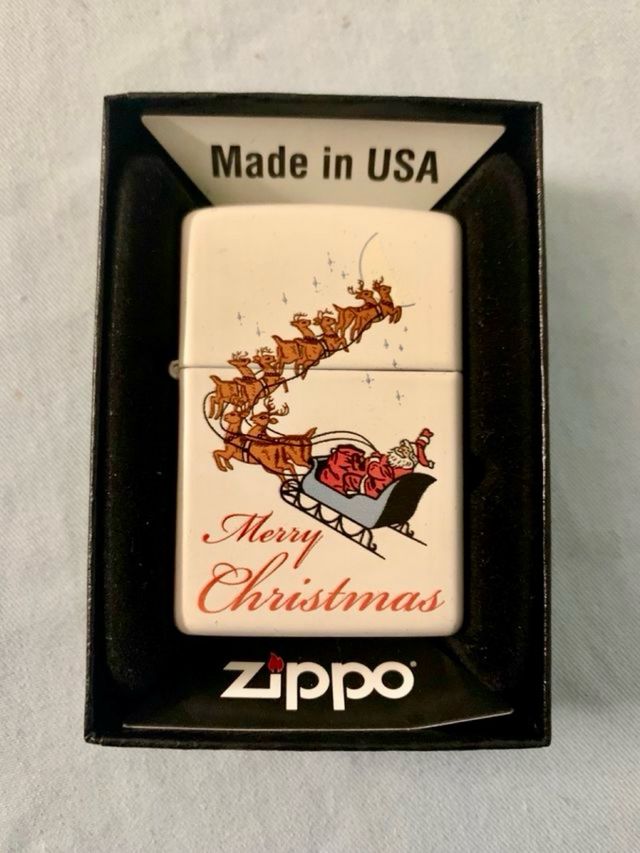 Made in USA
Merry
Christmas
zippo